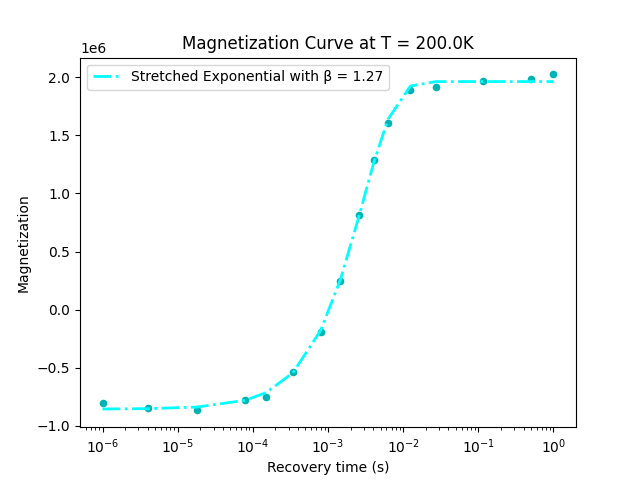 Magnetization Curve at T = 200.0K
1e6
Stretched Exponential with β = 1.27
2.0
1.5
1.0
0.5
0.0
−0.5
−1.0
Magnetization
10⁻⁶ 10⁻⁵ 10⁻⁴ 10⁻³ 10⁻² 10⁻¹ 10⁰
Recovery time (s)